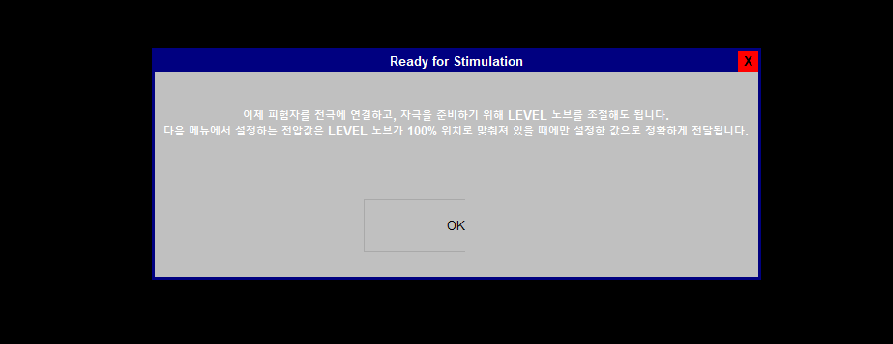 Ready for Stimulation
X
이제 피험자를 전극에 연결하고, 자극을 준비하기 위해 LEVEL 노브를 조절해도 됩니다.
다음 메뉴에서 설정하는 전압값은 LEVEL 노브가 100% 위치로 맞춰져 있을 때에만 설정한 값으로 정확하게 전달됩니다.
OK